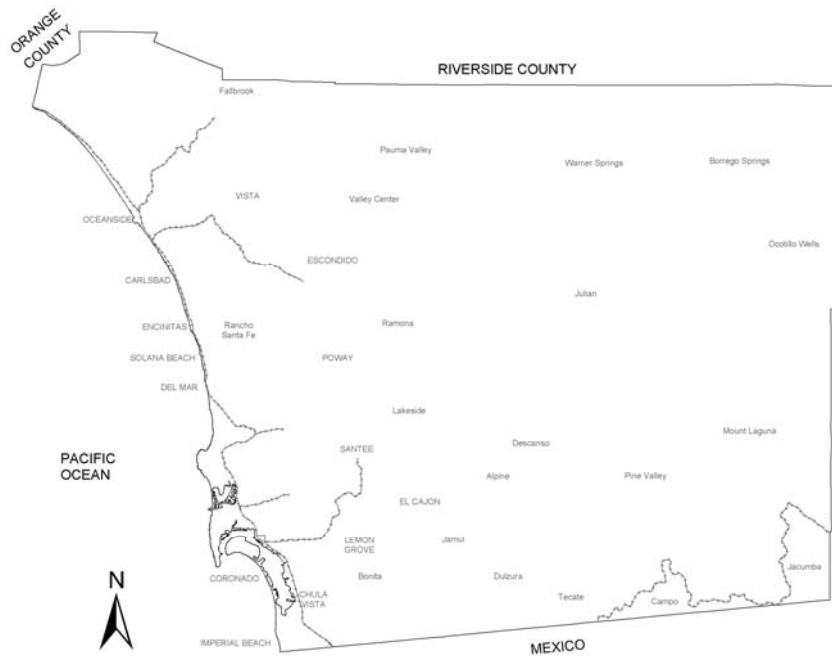 ORANGE
COUNTY
RIVERSIDE COUNTY
Fallbrook
Pauma Valley
Warner Springs
Borrego Springs
VISTA
Valley Center
OCEANSIDE
Ocotillo Wells
ESCONDIDO
CARLSBAD
Julian
ENCINITAS
Rancho
Santa Fe
Ramona
SOLANA BEACH
POWAY
DEL MAR
Lakeside
Mount Laguna
Descanso
SANTEE
PACIFIC
OCEAN
Alpine
Pine Valley
EL CAJON
LEMON
GROVE
Jamul
Jacumba
N
CORONADO
Bonita
Dulzura
CHULA
VISTA
Tecate
Campo
IMPERIAL BEACH
MEXICO